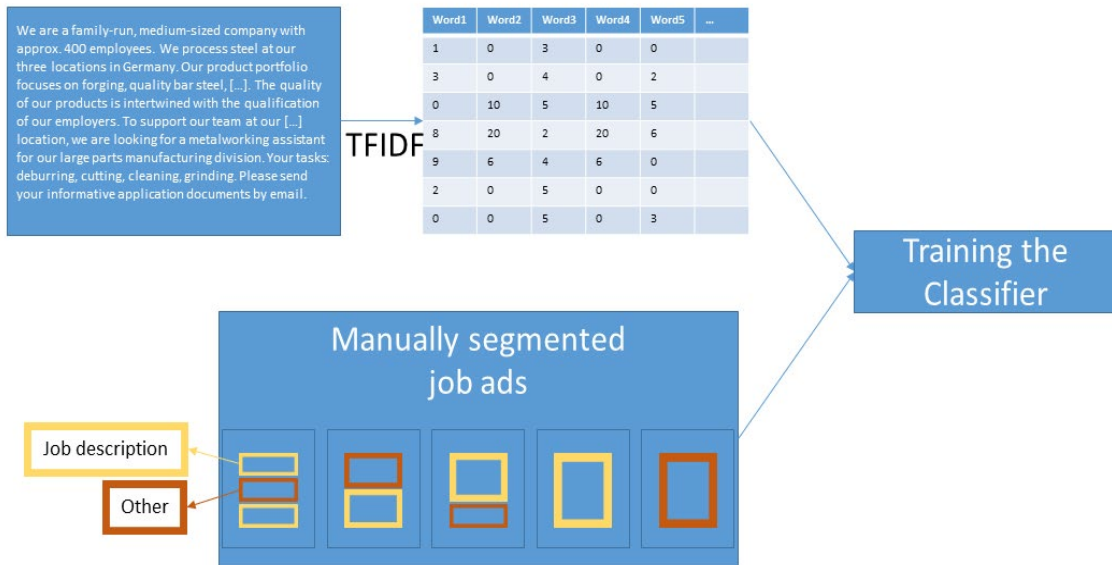 We are a family-run, medium-sized company with
approx. 400 employees. We process steel at our
three locations in Germany. Our product portfolio
focuses on forging, quality bar steel, [...]. The quality
of our products is intertwined with the qualification
of our employers. To support our team at our [...]
location, we are looking for a metalworking assistant
for our large parts manufacturing division. Your tasks:
deburring, cutting, cleaning, grinding. Please send
your informative application documents by email.
TFIDF
Word1 Word2 Word3 Word4 Word5 ...
1 0 3 0 0
3 0 4 0 2
0 10 5 10 5
8 20 2 20 6
9 6 4 6 0
2 0 5 0 0
0 0 5 0 3
Training the
Classifier
Manually segmented
job ads
Job description
Other